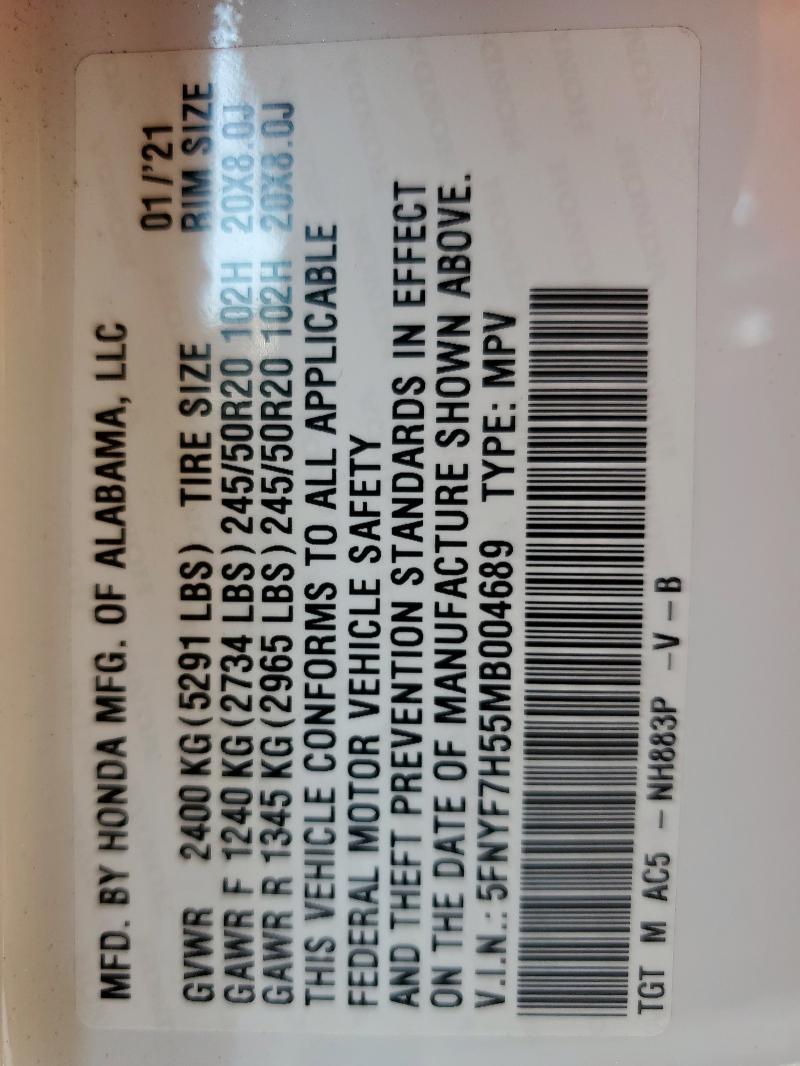 MFD. BY HONDA MFG. OF ALABAMA, LLC
01/'21
GVWR 2400 KG(5291 LBS) TIRE SIZE RIM SIZE
GAWR F 1240 KG(2734 LBS)245/50R20 102H 20X8.0J
GAWR R 1345 KG(2965 LBS)245/50R20 102H 20X8.0J
THIS VEHICLE CONFORMS TO ALL APPLICABLE
FEDERAL MOTOR VEHICLE SAFETY
AND THEFT PREVENTION STANDARDS IN EFFECT
ON THE DATE OF MANUFACTURE SHOWN ABOVE.
V.I.N.: 5FNYF7H55MB004689 TYPE: MPV
TGT M AC5 - NH883P -V-B